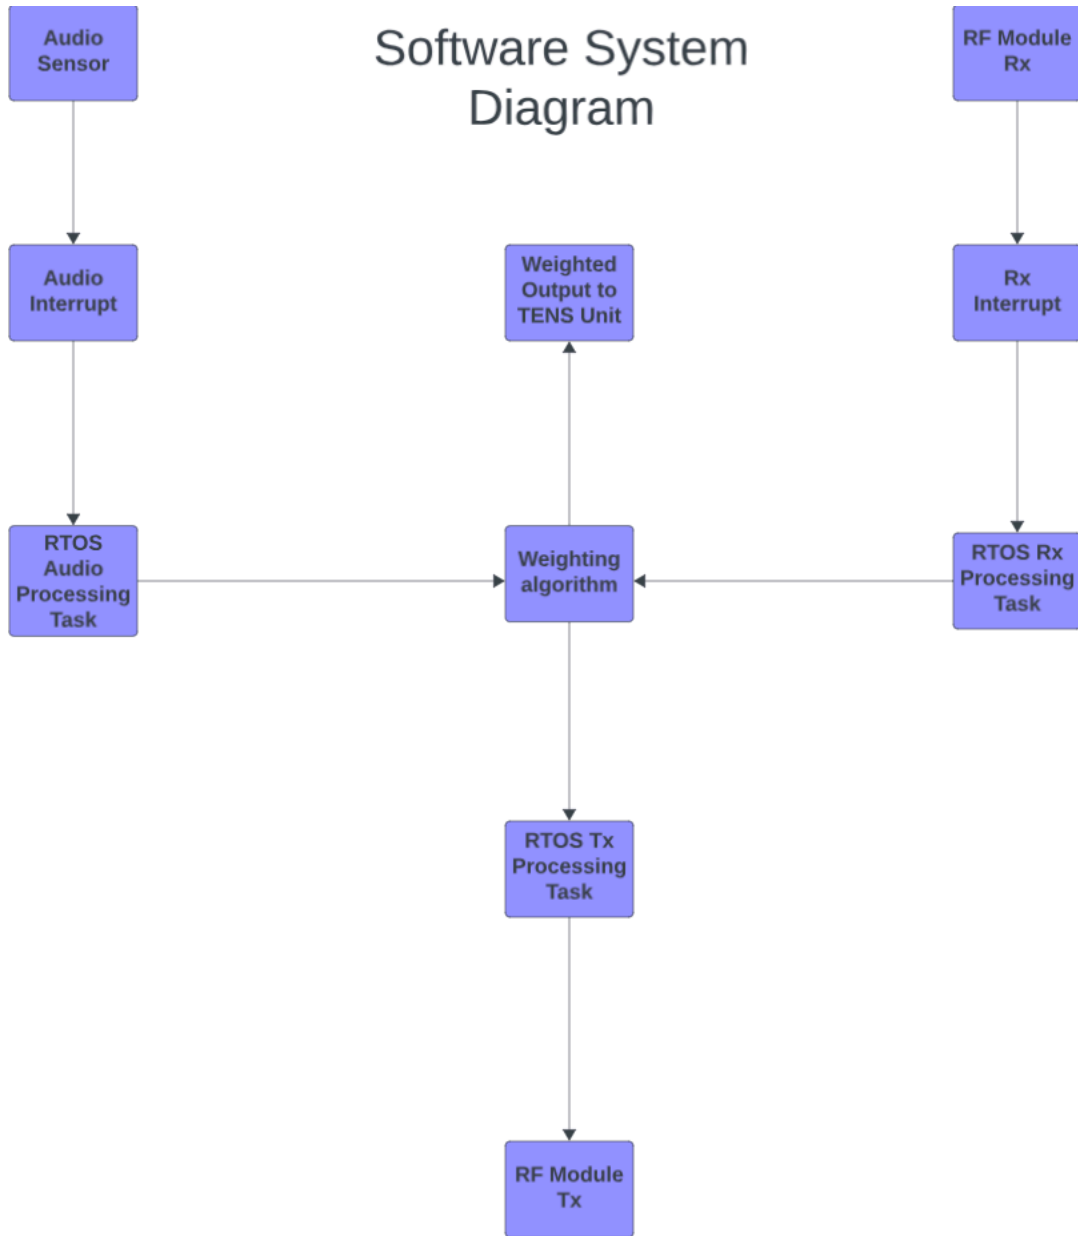 Software System
Diagram
Audio
Sensor
RF Module
Rx
Audio
Interrupt
Weighted
Output to
TENS Unit
Rx
Interrupt
RTOS
Audio
Processing
Task
Weighting
algorithm
RTOS Rx
Processing
Task
RTOS Tx
Processing
Task
RF Module
Tx